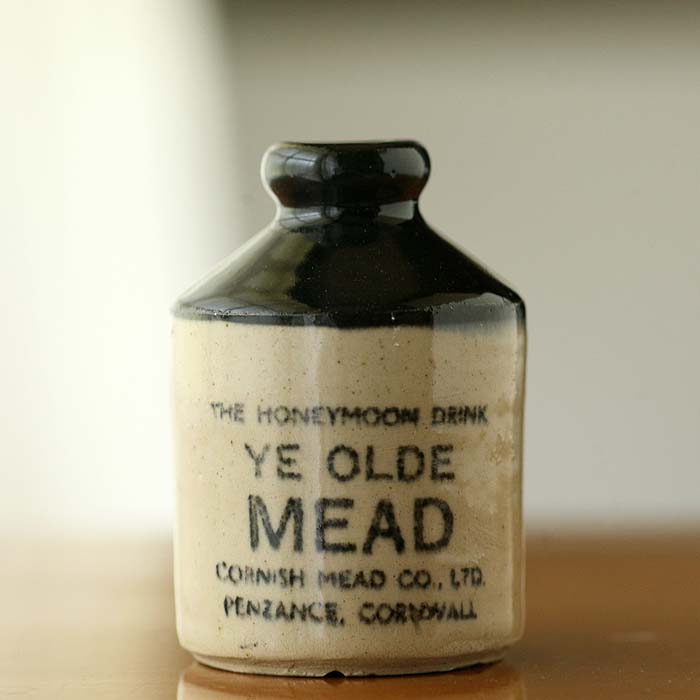 THE HONEYMOON DRINK
YE OLDE
MEAD
CORNISH MEAD CO., LTD.
PENZANCE, CORNWALL